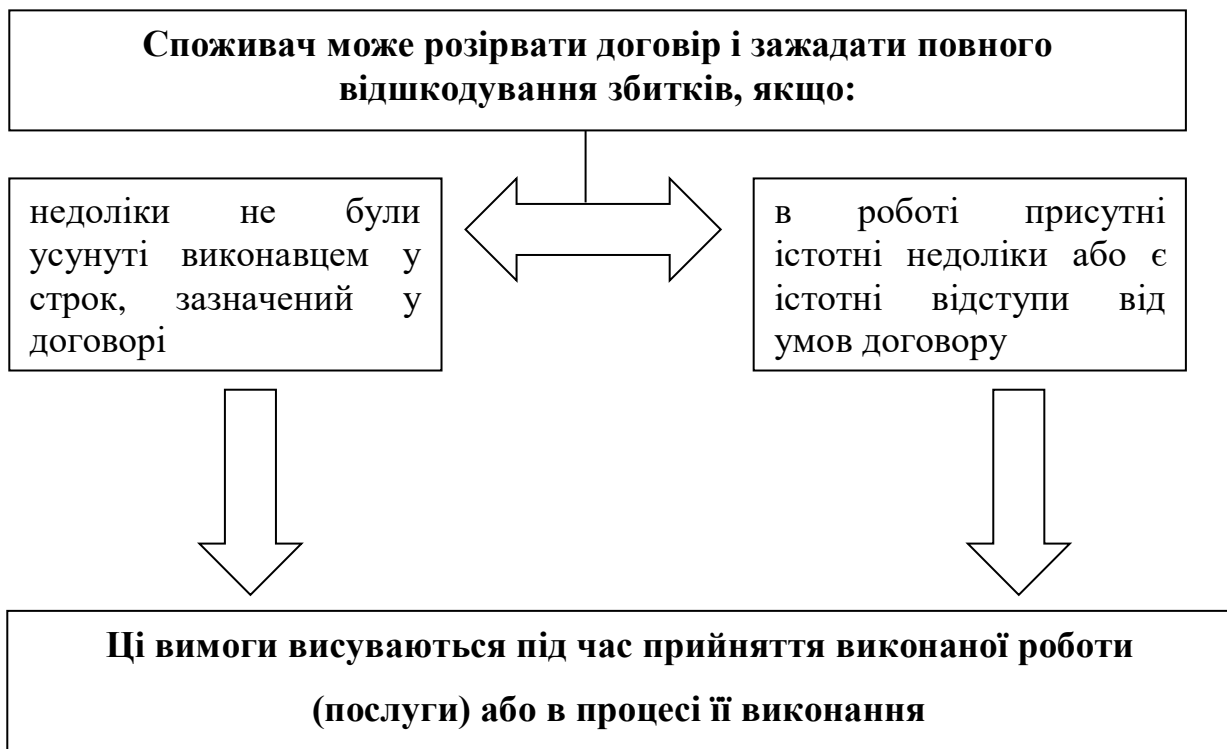 Споживач може розірвати договір і зажадати повного
відшкодування збитків, якщо:
недоліки не були
усунуті виконавцем у
строк, зазначений у
договорі
в роботі присутні
істотні недоліки або є
істотні відступи від
умов договору
Ці вимоги висуваються під час прийняття виконаної роботи
(послуги) або в процесі її виконання